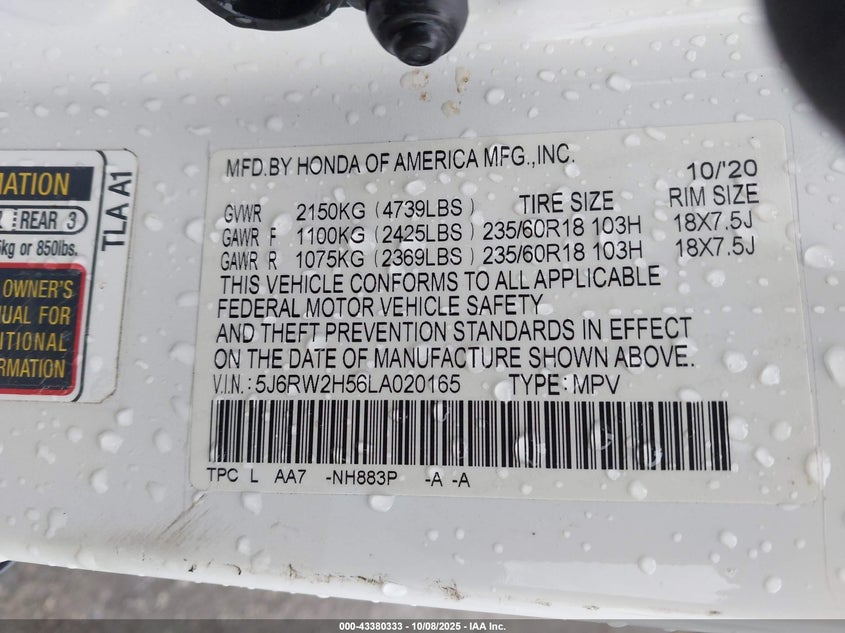 MATION
REAR 3
kg or 850lbs.
OWNER'S
UAL FOR
ITIONAL
RMATION
TLA A1
MFD.BY HONDA OF AMERICA MFG.,INC. 10/'20
GVWR 2150KG (4739LBS) TIRE SIZE RIM SIZE
GAWR F 1100KG (2425LBS) 235/60R18 103H 18X7.5J
GAWR R 1075KG (2369LBS) 235/60R18 103H 18X7.5J
THIS VEHICLE CONFORMS TO ALL APPLICABLE
FEDERAL MOTOR VEHICLE SAFETY
AND THEFT PREVENTION STANDARDS IN EFFECT
ON THE DATE OF MANUFACTURE SHOWN ABOVE.
V.I.N.: 5J6RW2H56LA020165 TYPE: MPV
TPC L AA7 -NH883P -A -A
000-43380333 - 10/08/2025 - IAA Inc.